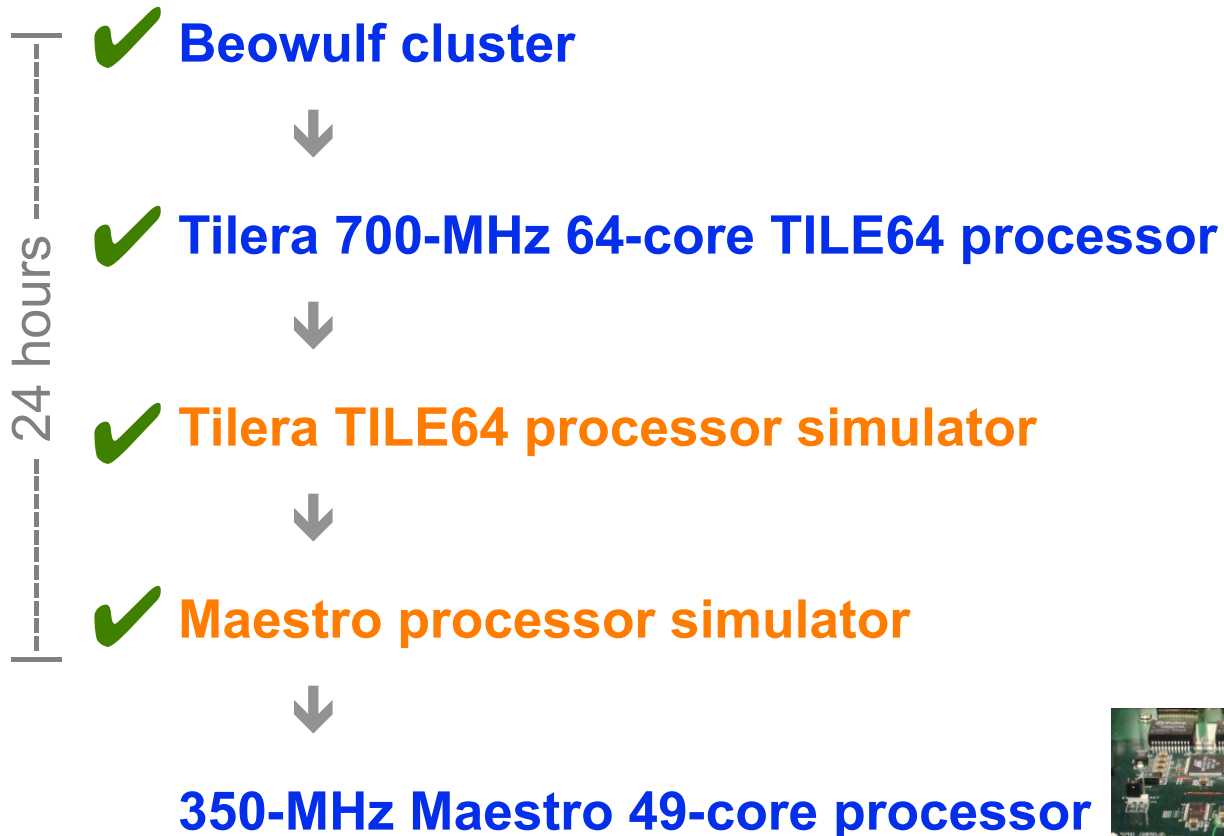 Beowulf cluster
Tilera 700-MHz 64-core TILE64 processor
24 hours
Tilera TILE64 processor simulator
Maestro processor simulator
350-MHz Maestro 49-core processor